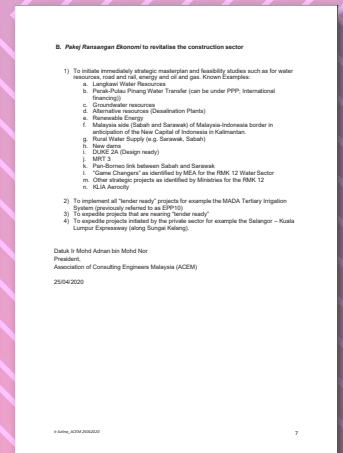 B. Pakej Ransangan Ekonomi to revitalise the construction sector
1) To initiate immediately strategic masterplan and feasibility studies such as for water
resources, road and rail, energy and oil and gas. Known Examples:
a. Langkawi Water Resources
b. Perak-Pulau Pinang Water Transfer (can be under PPP; International
financing))
c. Groundwater resources
d. Alternative resources (Desalination Plants)
e. Renewable Energy
f. Malaysia side (Sabah and Sarawak) of Malaysia-Indonesia border in
anticipation of the New Capital of Indonesia in Kalimantan.
g. Rural Water Supply (e.g. Sarawak, Sabah)
h. New dams
i. DUKE 2A (Design ready)
j. MRT 3
k. Pan-Borneo link between Sabah and Sarawak
l. "Game Changers" as identified by MEA for the RMK 12 Water Sector
m. Other strategic projects as identified by Ministries for the RMK 12
n. KLIA Aerocity
2) To implement all "tender ready" projects for example the MADA Tertiary Irrigation
System (previously referred to as EPP10)
3) To expedite projects that are nearing "tender ready"
4) To expedite projects initiated by the private sector for example the Selangor – Kuala
Lumpur Expressway (along Sungai Kelang).
Datuk Ir Mohd Adnan bin Mohd Nor
President,
Association of Consulting Engineers Malaysia (ACEM)
25/04/2020
7